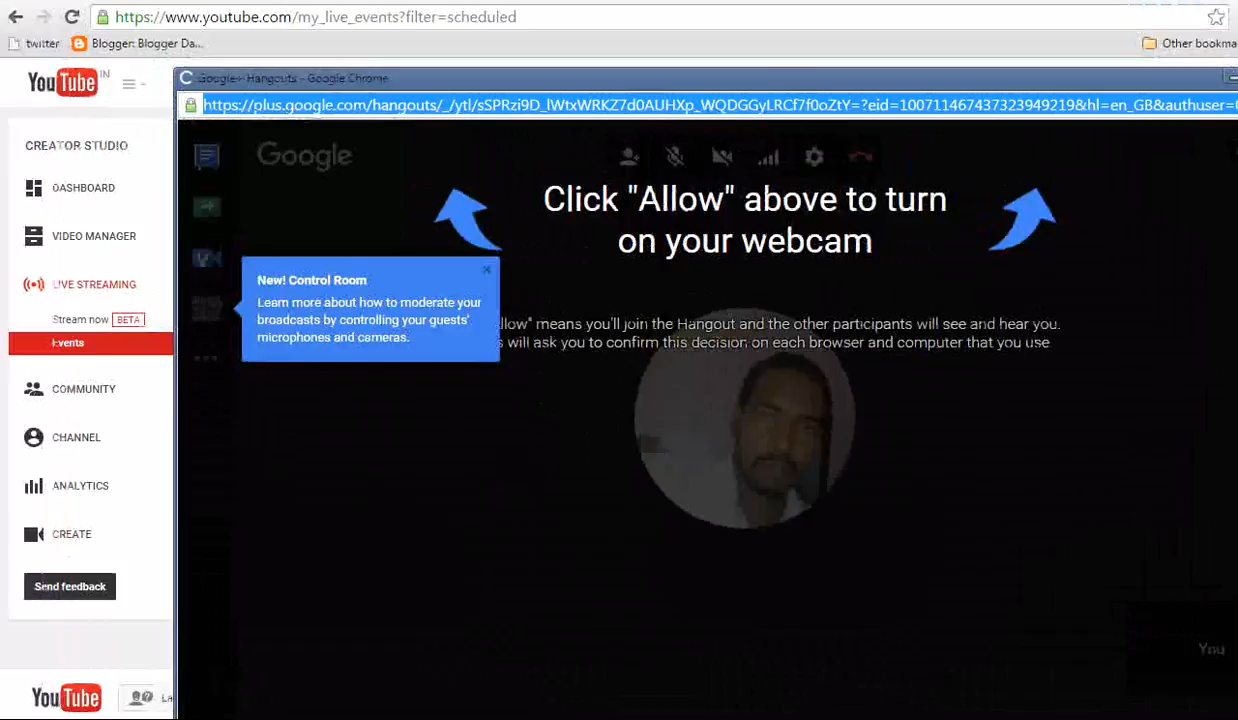 https://www.youtube.com/my_live_events?filter=scheduled
twitter
Blogger: Blogger Da...
Other bookma
YouTube IN
Google+ Hangouts - Google Chrome
https://plus.google.com/hangouts/_/ytl/sSPRzi9D_lWtxWRKZ7d0AUHXp_WQDGGyLRCf7f0oZtY=?eid=100711467437323949219&hl=en_GB&authuser=
CREATOR STUDIO
DASHBOARD
VIDEO MANAGER
LIVE STREAMING
Stream now BETA
Events
COMMUNITY
CHANNEL
ANALYTICS
CREATE
Send feedback
YouTube
La
Google
Click "Allow" above to turn
on your webcam
New! Control Room
Learn more about how to moderate your
broadcasts by controlling your guests'
microphones and cameras.
llow" means you'll join the Hangout and the other participants will see and hear you.
s will ask you to confirm this decision on each browser and computer that you use
You